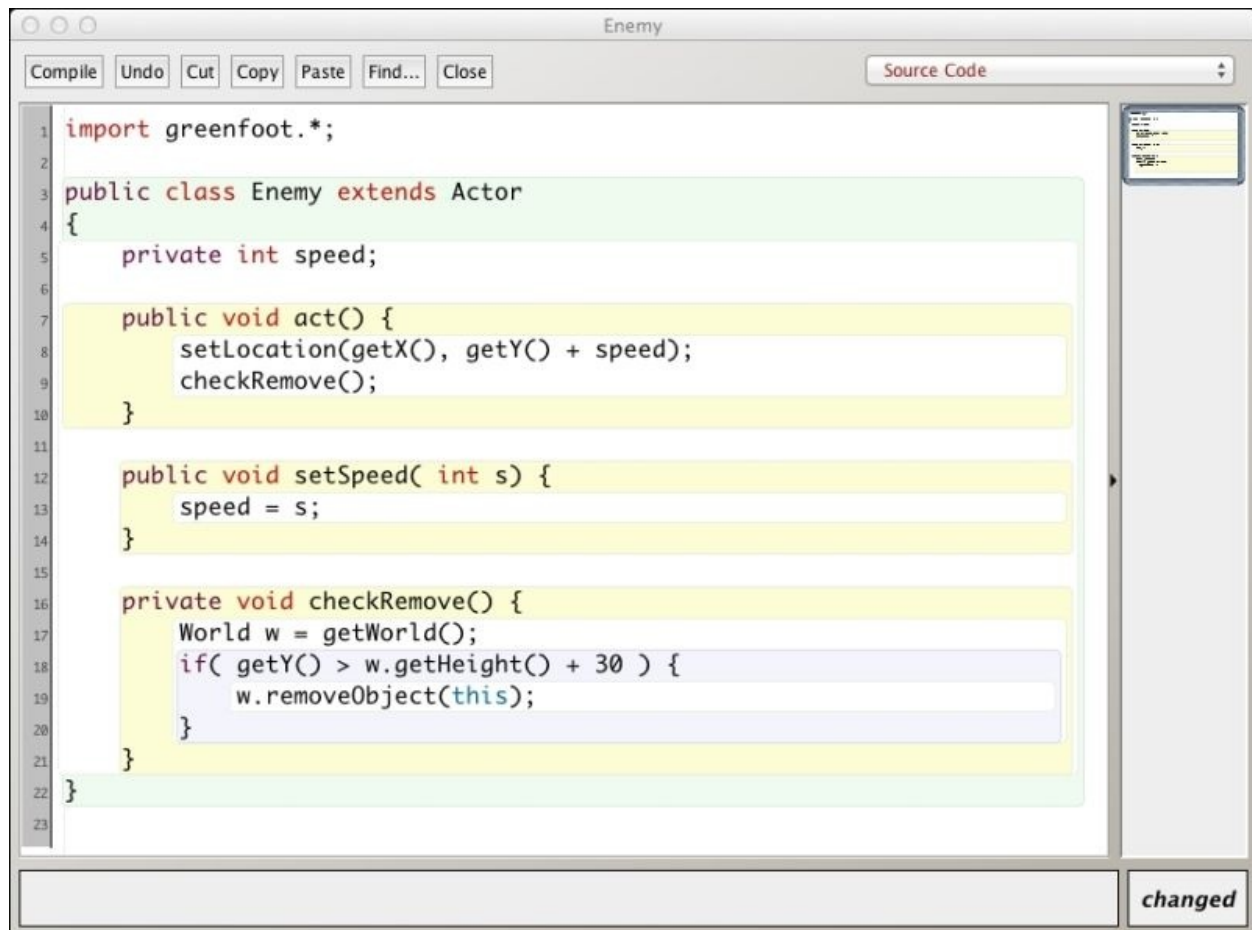 Enemy
Compile Undo Cut Copy Paste Find... Close Source Code
1 import greenfoot.*;
2
3 public class Enemy extends Actor
4 {
5     private int speed;
6
7     public void act() {
8         setLocation(getX(), getY() + speed);
9         checkRemove();
10     }
11
12     public void setSpeed( int s) {
13         speed = s;
14     }
15
16     private void checkRemove() {
17         World w = getWorld();
18         if( getY() > w.getHeight() + 30 ) {
19             w.removeObject(this);
20         }
21     }
22 }
23
changed